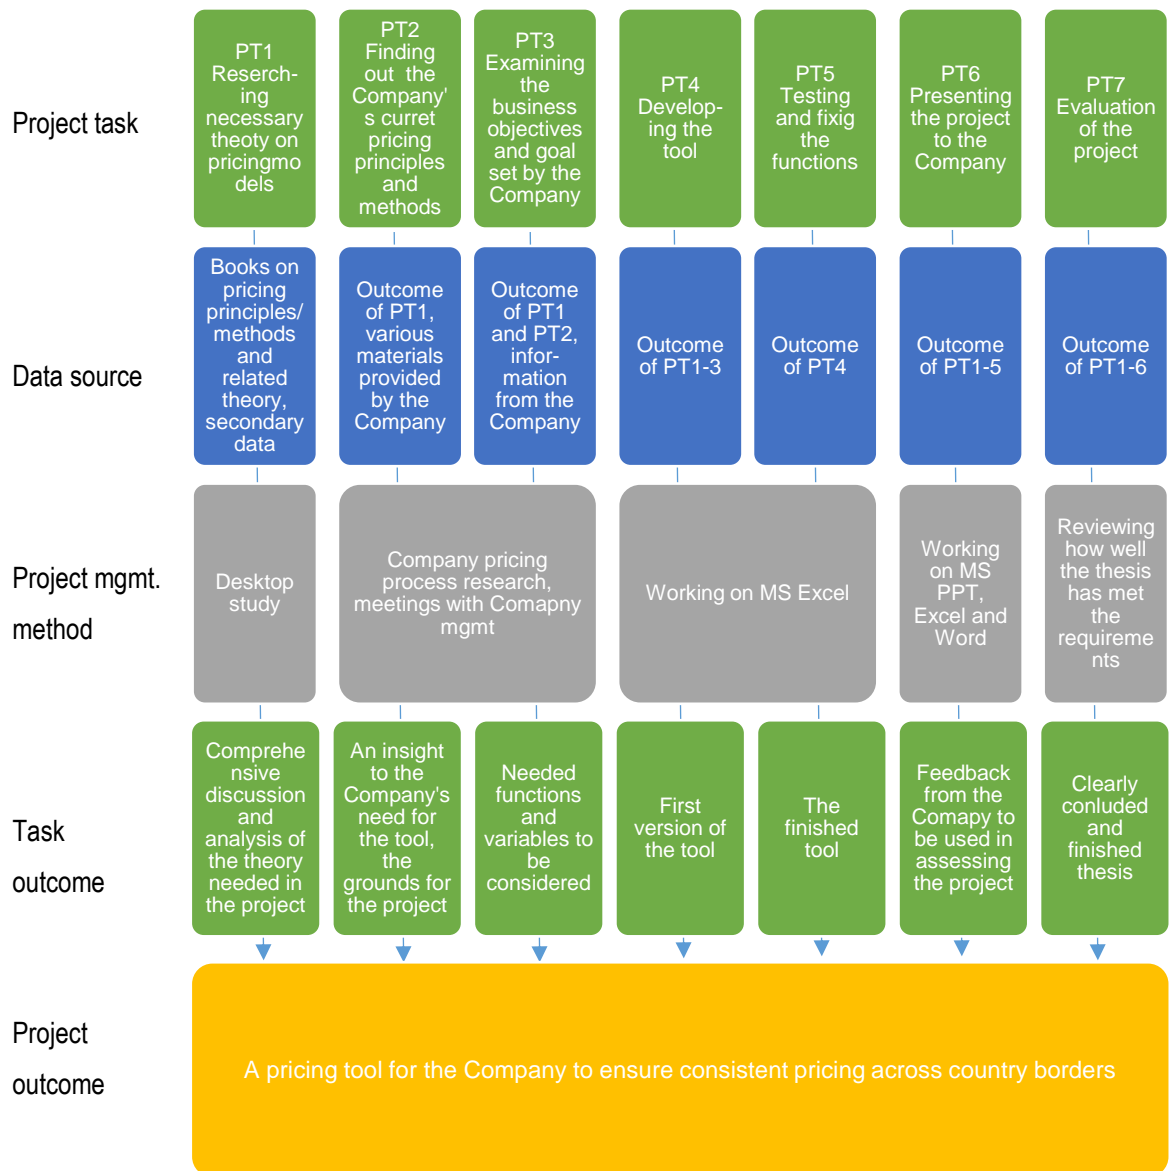 Project task
PT1
Reserch-
ing
necessary
theoty on
pricingmo
dels
PT2
Finding
out the
Company'
s curret
pricing
principles
and
methods
PT3
Examining
the
business
objectives
and goal
set by the
Company
PT4
Develop-
ing the
tool
PT5
Testing
and fixig
the
functions
PT6
Presenting
the project
to the
Company
PT7
Evaluation
of the
project
Data source
Books on
pricing
principles/
methods
and
related
theory,
secondary
data
Outcome
of PT1,
various
materials
provided
by the
Company
Outcome
of PT1
and PT2,
infor-
mation
from the
Company
Outcome
of PT1-3
Outcome
of PT4
Outcome
of PT1-5
Outcome
of PT1-6
Project mgmt.
method
Desktop
study
Company pricing
process research,
meetings with Comapny
mgmt
Working on MS Excel
Working
on MS
PPT,
Excel and
Word
Reviewing
how well
the thesis
has met
the
requireme
nts
Task
outcome
Comprehe
nsive
discussion
and
analysis of
the theory
needed in
the project
An insight
to the
Company's
need for
the tool,
the
grounds for
the project
Needed
functions
and
variables to
be
considered
First
version of
the tool
The
finished
tool
Feedback
from the
Comapy to
be used in
assessing
the project
Clearly
conluded
and
finished
thesis
Project
outcome
A pricing tool for the Company to ensure consistent pricing across country borders